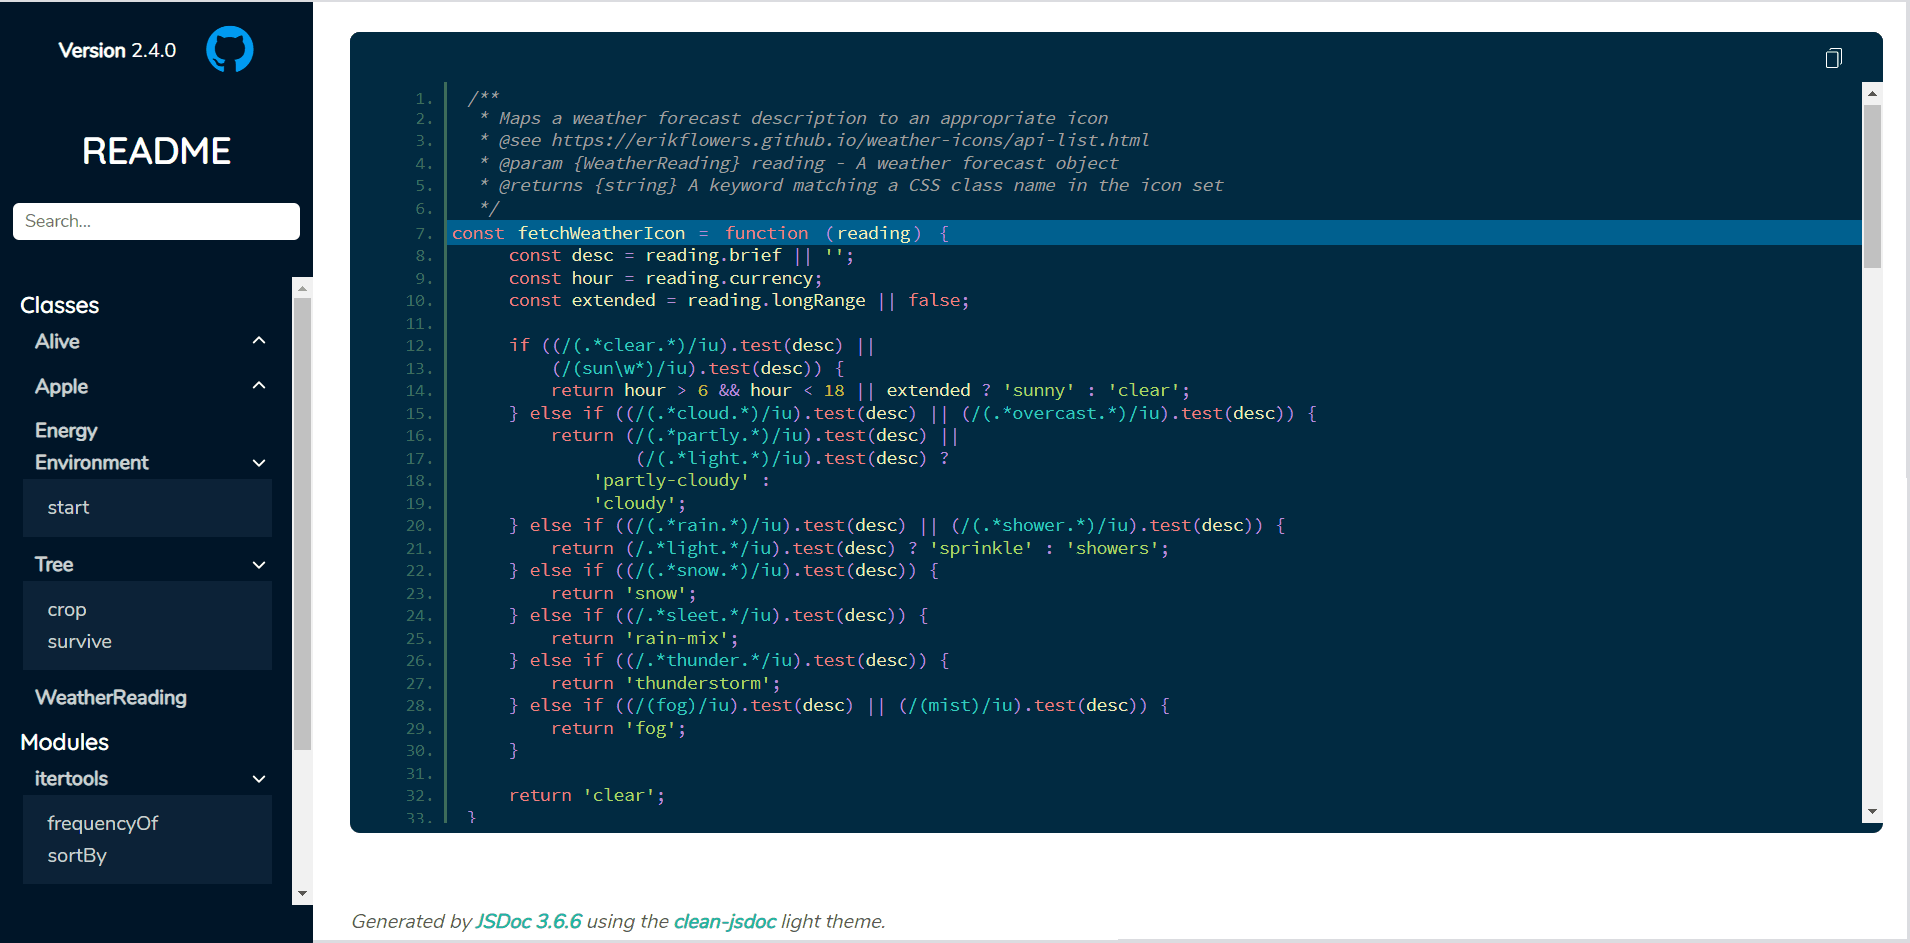 Version 2.4.0
README
Search...
Classes
Alive
Apple
Energy
Environment
start
Tree
crop
survive
WeatherReading
Modules
itertools
frequencyOf
sortBy
1. /**
2. * Maps a weather forecast description to an appropriate icon
3. * @see https://erikflowers.github.io/weather-icons/api-list.html
4. * @param {WeatherReading} reading - A weather forecast object
5. * @returns {string} A keyword matching a CSS class name in the icon set
6. */
7. const fetchWeatherIcon = function (reading) {
8. const desc = reading.brief || '';
9. const hour = reading.currency;
10. const extended = reading.longRange || false;
11.
12. if ((/(.*clear.*)/iu).test(desc) ||
13. (/(sun\w*)/iu).test(desc)) {
14. return hour > 6 && hour < 18 || extended ? 'sunny' : 'clear';
15. } else if ((/(.*cloud.*)/iu).test(desc) || (/(.*overcast.*)/iu).test(desc)) {
16. return (/(.*partly.*)/iu).test(desc) ||
17. (/(.*light.*)/iu).test(desc) ?
18. 'partly-cloudy' :
19. 'cloudy';
20. } else if ((/(.*rain.*)/iu).test(desc) || (/(.*shower.*)/iu).test(desc)) {
21. return (/.*light.*/iu).test(desc) ? 'sprinkle' : 'showers';
22. } else if ((/(.*snow.*)/iu).test(desc)) {
23. return 'snow';
24. } else if ((/.*sleet.*/iu).test(desc)) {
25. return 'rain-mix';
26. } else if ((/.*thunder.*/iu).test(desc)) {
27. return 'thunderstorm';
28. } else if ((/(fog)/iu).test(desc) || (/(mist)/iu).test(desc)) {
29. return 'fog';
30. }
31.
32. return 'clear';
33. }
Generated by JSDoc 3.6.6 using the clean-jsdoc light theme.